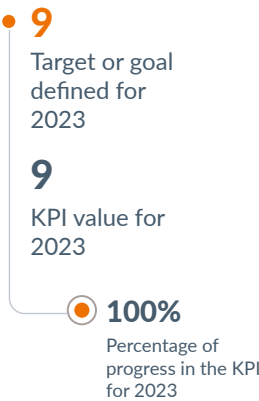 9
Target or goal
defined for
2023
9
KPI value for
2023
100%
Percentage of
progress in the KPI
for 2023